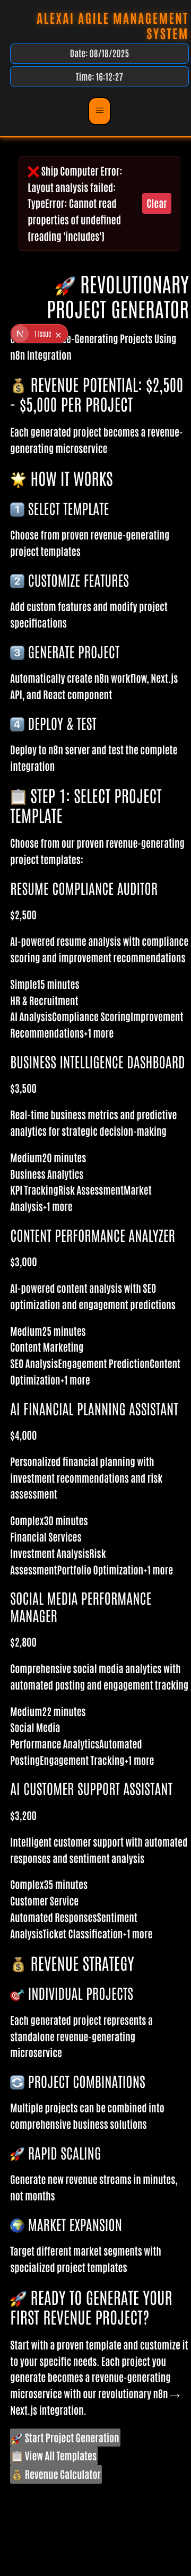 ALEXAI AGILE MANAGEMENT
SYSTEM
Date: 08/18/2025
Time: 16:12:27
≡
❌ Ship Computer Error:
Layout analysis failed:
TypeError: Cannot read
properties of undefined
(reading 'includes')
Clear
🚀 REVOLUTIONARY
PROJECT GENERATOR
N 1 Issue ×
-Generating Projects Using
n8n Integration
💰 REVENUE POTENTIAL: $2,500
- $5,000 PER PROJECT
Each generated project becomes a revenue-
generating microservice
🌟 HOW IT WORKS
1️⃣ SELECT TEMPLATE
Choose from proven revenue-generating
project templates
2️⃣ CUSTOMIZE FEATURES
Add custom features and modify project
specifications
3️⃣ GENERATE PROJECT
Automatically create n8n workflow, Next.js
API, and React component
4️⃣ DEPLOY & TEST
Deploy to n8n server and test the complete
integration
📋 STEP 1: SELECT PROJECT
TEMPLATE
Choose from our proven revenue-generating
project templates:
RESUME COMPLIANCE AUDITOR
$2,500
AI-powered resume analysis with compliance
scoring and improvement recommendations
Simple15 minutes
HR & Recruitment
AI AnalysisCompliance ScoringImprovement
Recommendations+1 more
BUSINESS INTELLIGENCE DASHBOARD
$3,500
Real-time business metrics and predictive
analytics for strategic decision-making
Medium20 minutes
Business Analytics
KPI TrackingRisk AssessmentMarket
Analysis+1 more
CONTENT PERFORMANCE ANALYZER
$3,000
AI-powered content analysis with SEO
optimization and engagement predictions
Medium25 minutes
Content Marketing
SEO AnalysisEngagement PredictionContent
Optimization+1 more
AI FINANCIAL PLANNING ASSISTANT
$4,000
Personalized financial planning with
investment recommendations and risk
assessment
Complex30 minutes
Financial Services
Investment AnalysisRisk
AssessmentPortfolio Optimization+1 more
SOCIAL MEDIA PERFORMANCE
MANAGER
$2,800
Comprehensive social media analytics with
automated posting and engagement tracking
Medium22 minutes
Social Media
Performance AnalyticsAutomated
PostingEngagement Tracking+1 more
AI CUSTOMER SUPPORT ASSISTANT
$3,200
Intelligent customer support with automated
responses and sentiment analysis
Complex35 minutes
Customer Service
Automated ResponsesSentiment
AnalysisTicket Classification+1 more
💰 REVENUE STRATEGY
🎯 INDIVIDUAL PROJECTS
Each generated project represents a
standalone revenue-generating
microservice
🔄 PROJECT COMBINATIONS
Multiple projects can be combined into
comprehensive business solutions
🚀 RAPID SCALING
Generate new revenue streams in minutes,
not months
🌍 MARKET EXPANSION
Target different market segments with
specialized project templates
🚀 READY TO GENERATE YOUR
FIRST REVENUE PROJECT?
Start with a proven template and customize it
to your specific needs. Each project you
generate becomes a revenue-generating
microservice with our revolutionary n8n →
Next.js integration.
🚀 Start Project Generation
📋 View All Templates
💰 Revenue Calculator